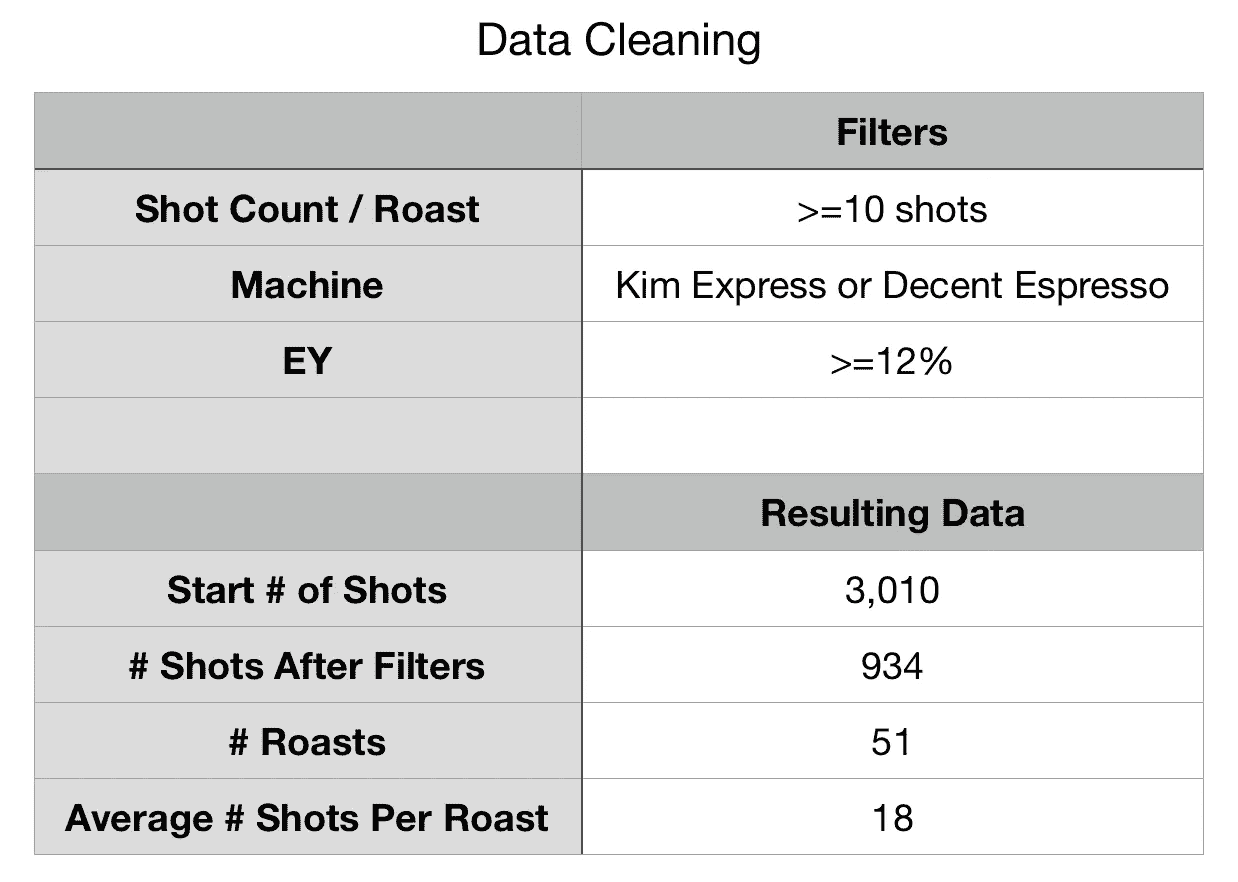 Data Cleaning
Filters
Shot Count / Roast >=10 shots
Machine Kim Express or Decent Espresso
EY >=12%
Resulting Data
Start # of Shots 3,010
# Shots After Filters 934
# Roasts 51
Average # Shots Per Roast 18